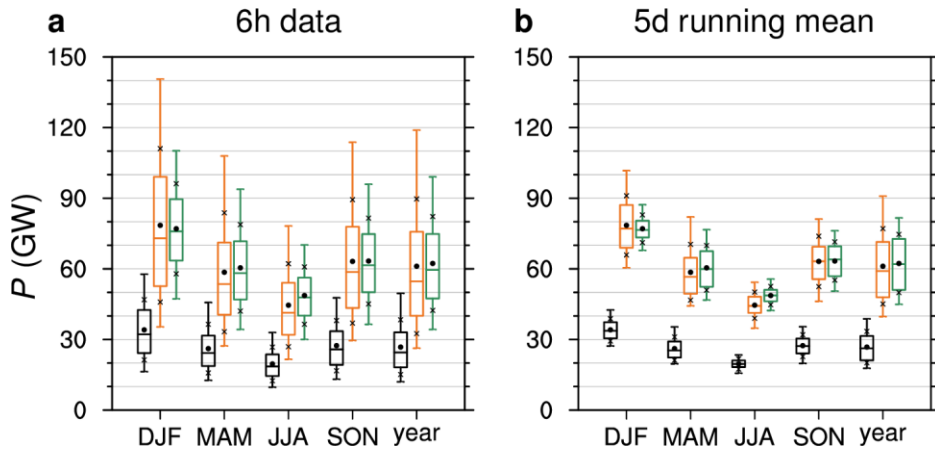 a 6h data
b 5d running mean
P (GW)
150
120
90
60
30
0
DJF MAM JJA SON year
150
120
90
60
30
0
DJF MAM JJA SON year